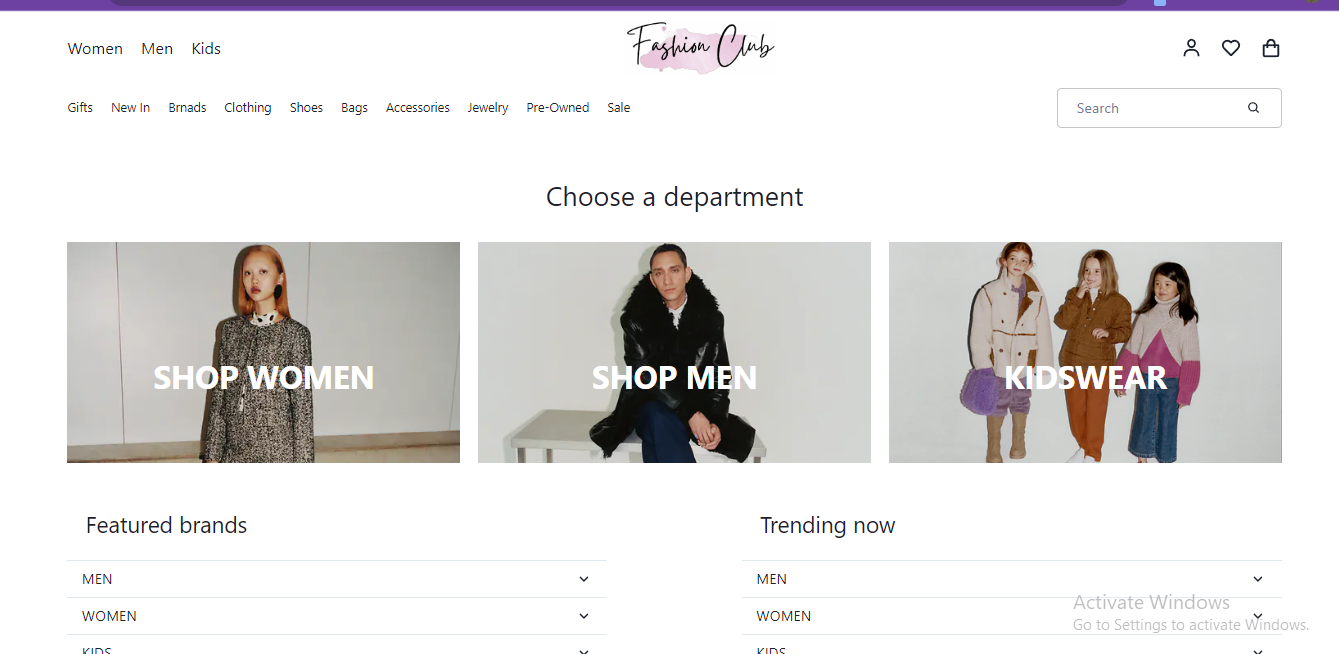 Women Men Kids
Fashion Club
Gifts New In Brnads Clothing Shoes Bags Accessories Jewelry Pre-Owned Sale
Search
Choose a department
SHOP WOMEN
SHOP MEN
KIDSWEAR
Featured brands
MEN
WOMEN
KIDS
Trending now
MEN
WOMEN
KIDS
Activate Windows
Go to Settings to activate Windows.